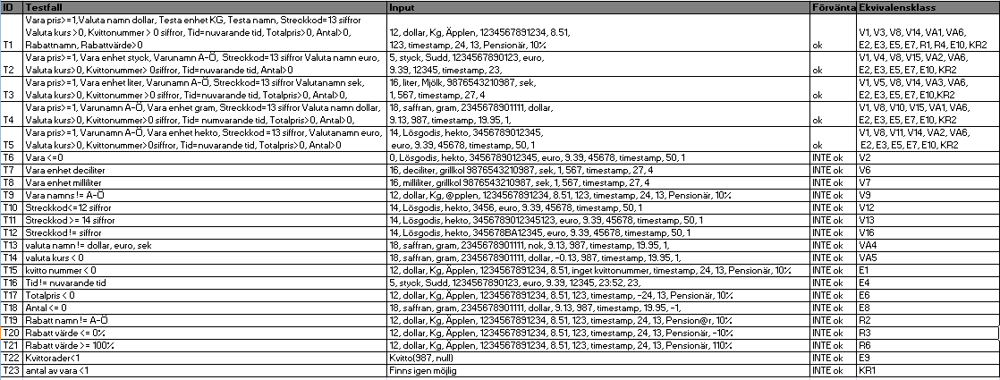 ID Testfall Input Förvänta Ekvivalensklass
Vara pris>=1,Valuta namn dollar, Testa enhet KG, Testa namn, Streckkod=13 siffror
Valuta kurs >0, Kvittonummer > 0 siffror, Tid=nuvarande tid, Totalpris>0, Antal>0, 12, dollar, Kg, Äpplen, 1234567891234, 8.51, V1, V3, V8, V14, VA1, VA6,
T1 Rabattnamn, Rabattvärde>0 123, timestamp, 24, 13, Pensionär, 10% ok E2, E3, E5, E7, R1, R4, E10, KR2
Vara pris>=1, Vara enhet styck, Varunamn A-Ö, Streckkod=13 siffror Valuta namn euro, 5, styck, Sudd, 1234567890123, euro, V1, V4, V8, V15, VA2, VA6,
T2 Valuta kurs>0, Kvittonummer> 0siffror, Tid=nuvarande tid, Antal>0 9.39, 12345, timestamp, 23, ok E2, E3, E5, E7, E10, KR2
Vara pris>=1, Vara enhet liter, Varunamn A-Ö, Streckkod=13 siffror Valutanamn sek, 16, liter, Mjölk, 9876543210987, sek, V1, V5, V8, V14, VA3, VA6,
T3 Valuta kurs>0, Kvittonummer >0 siffror, Tid=nuvarande tid, Totalpris>0, Antal>0, 1, 567, timestamp, 27, 4 ok E2, E3, E5, E7, E10,KR2
Vara pris>=1, Varunamn A-Ö, Vara enhet gram, Streckkod=13 siffror Valuta namn dollar, 18, saffran, gram, 2345678901111, dollar, V1, V8, V10, V15, VA1, VA6,
T4 Valuta kurs>0, Kvittonummer>0 siffror, Tid= numvarande tid, Totalpris>0, Antal>0, 9.13, 987, timestamp, 19.95, 1, ok E2, E3, E5, E7, E10, KR2
Vara pris>=1, Varunamn A-Ö, Vara enhet hekto, Streckkod =13 siffror, Valutanamn euro, 14, Lösgodis, hekto, 3456789012345, V1, V8, V11, V14, VA2, VA6,
T5 Valuta kurs>0, Kvittonummer>0siffror, Tid=nuvarande tid, Totalpris>0, Antal>0 euro, 9.39, 45678, timestamp, 50, 1 ok E2, E3, E5, E7, E10, KR2
T6 Vara <=0 0, Lösgodis, hekto, 3456789012345, euro, 9.39, 45678, timestamp, 50, 1 INTE ok V2
T7 Vara enhet deciliter 16, deciliter, grillkol 9876543210987, sek, 1, 567, timestamp, 27, 4 INTE ok V6
T8 Vara enhet milliliter 16, milliliter, grillkol 9876543210987, sek, 1, 567, timestamp, 27, 4 INTE ok V7
T9 Vara namns != A-Ö 12, dollar, Kg, @pplen, 1234567891234, 8.51, 123, timestamp, 24, 13, Pensionär, 10% INTE ok V9
T10 Streckkod<=12 siffror 14, Lösgodis, hekto, 3456, euro, 9.39, 45678, timestamp, 50, 1 INTE ok V12
T11 Streckkod >= 14 siffror 14, Lösgodis, hekto, 3456789012345123, euro, 9.39, 45678, timestamp, 50, 1 INTE ok V13
T12 Streckkod != siffror 14, Lösgodis, hekto, 345678BA12345, euro, 9.39, 45678, timestamp, 50, 1 INTE ok V16
T13 valuta namn != dollar, euro, sek 18, saffran, gram, 2345678901111, nok, 9.13, 987, timestamp, 19.95, 1, INTE ok VA4
T14 valuta kurs < 0 18, saffran, gram, 2345678901111, dollar, -0.13, 987, timestamp, 19.95, 1, INTE ok VA5
T15 kvitto nummer < 0 12, dollar, Kg, Äpplen, 1234567891234, 8.51, inget kvittonummer, timestamp, 24, 13, Pensionär, 10% INTE ok E1
T16 Tid != nuvarande tid 5, styck, Sudd, 1234567890123, euro, 9.39, 12345, 23:52, 23, INTE ok E4
T17 Totalpris < 0 12, dollar, Kg, Äpplen, 1234567891234, 8.51, 123, timestamp, -24, 13, Pensionär, 10% INTE ok E6
T18 Antal <= 0 18, saffran, gram, 2345678901111, dollar, 9.13, 987, timestamp, 19.95, -1, INTE ok E8
T19 Rabatt namn != A-Ö 12, dollar, Kg, Äpplen, 1234567891234, 8.51, 123, timestamp, 24, 13, Pension@r, 10% INTE ok R2
T20 Rabatt värde <= 0% 12, dollar, Kg, Äpplen, 1234567891234, 8.51, 123, timestamp, 24, 13, Pensionär, -10% INTE ok R3
T21 Rabatt värde >= 100% 12, dollar, Kg, Äpplen, 1234567891234, 8.51, 123, timestamp, 24, 13, Pensionär, 110% INTE ok R6
T22 Kvittorader<1 Kvitto(987, null) INTE ok E9
T23 antal av vara <1 Finns igen möjlig INTE ok KR1